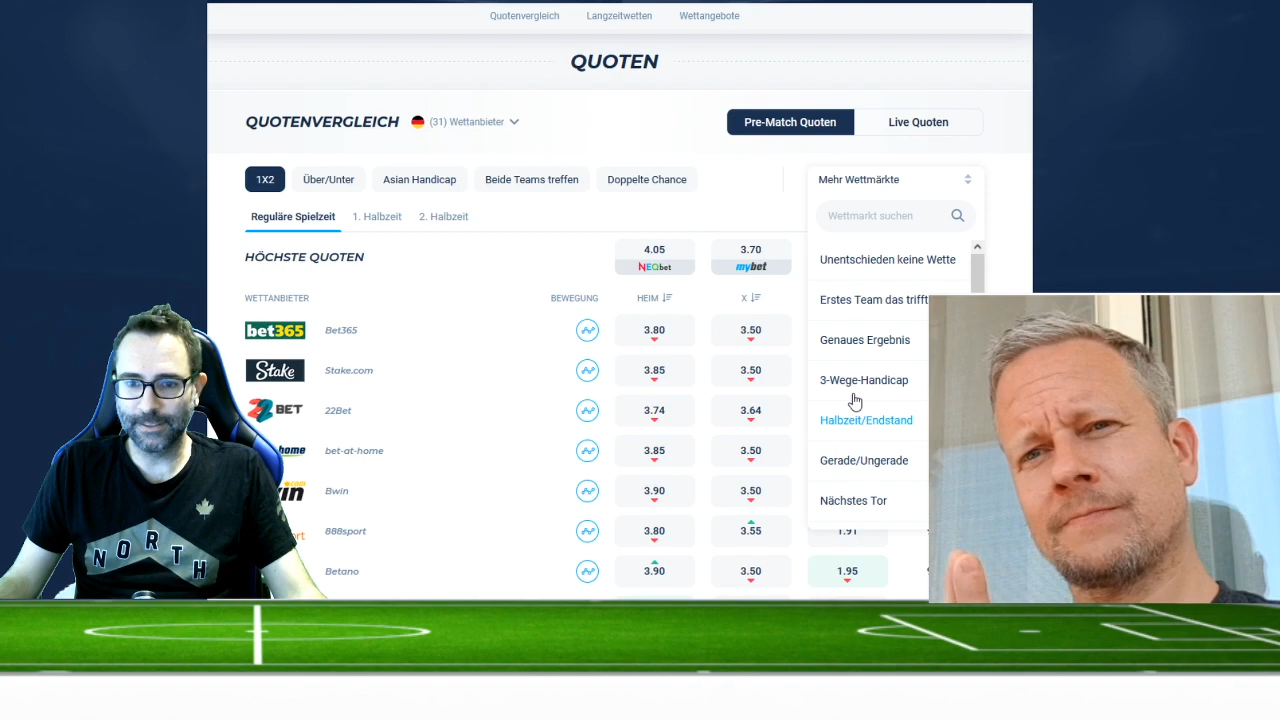 Quotenvergleich Langzeitwetten Wettangebote
QUOTEN
QUOTENVERGLEICH (31) Wettanbieter
Pre-Match Quoten Live Quoten
1X2 Über/Unter Asian Handicap Beide Teams treffen Doppelte Chance
Mehr Wettmärkte
Reguläre Spielzeit 1. Halbzeit 2. Halbzeit
Wettmarkt suchen
HÖCHSTE QUOTEN
4.05 3.70
NEObet mybet
Unentschieden keine Wette
WETTANBIETER BEWEGUNG HEIM X
Erstes Team das trifft
bet365 Bet365 3.80 3.50
Genaues Ergebnis
Stake Stake.com 3.85 3.50
3-Wege-Handicap
22BET 22Bet 3.74 3.64
Halbzeit/Endstand
home bet-at-home 3.85 3.50
Gerade/Ungerade
Bwin 3.90 3.50
Nächstes Tor
888sport 3.80 3.55 1.91
Betano 3.90 3.50 1.95
NORTH